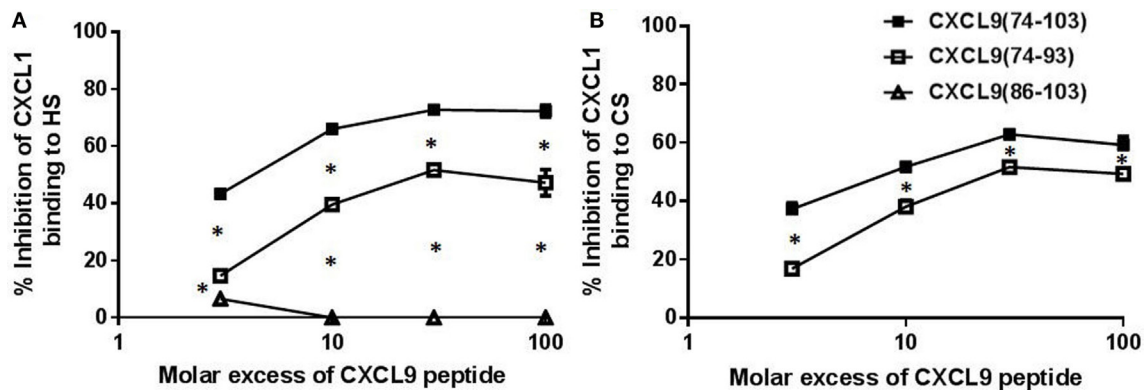 A
% Inhibition of CXCL1
binding to HS
100
80
60
40
20
0
*
*
*
*
*
*
*
*
1
10
100
Molar excess of CXCL9 peptide
B
% Inhibition of CXCL1
binding to CS
100
80
60
40
20
0
CXCL9(74-103)
CXCL9(74-93)
CXCL9(86-103)
*
*
*
*
1
10
100
Molar excess of CXCL9 peptide